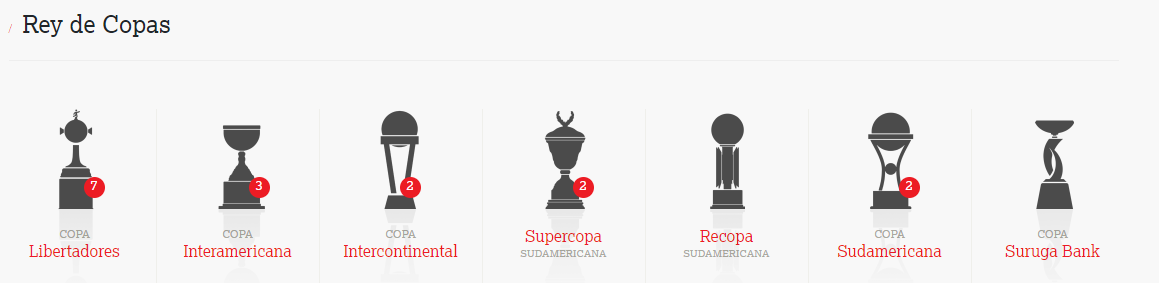 / Rey de Copas
7
3
2
2
2
COPA
Libertadores
COPA
Interamericana
COPA
Intercontinental
Supercopa
SUDAMERICANA
Recopa
SUDAMERICANA
COPA
Sudamericana
COPA
Suruga Bank